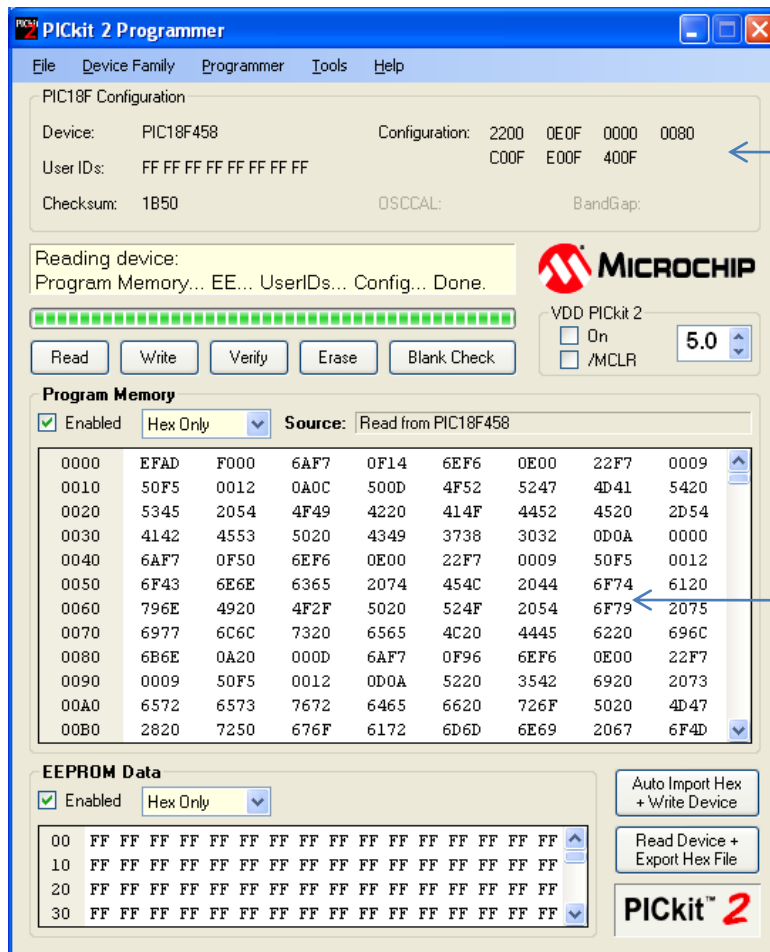 PICkit 2 Programmer
File Device Family Programmer Tools Help
PIC18F Configuration
Device: PIC18F458 Configuration: 2200 0E0F 0000 0080
C00F E00F 400F
User IDs: FF FF FF FF FF FF FF FF
Checksum: 1B50 OSCCAL: BandGap:
Reading device:
Program Memory... EE... UserIDs... Config... Done.
MICROCHIP
VDD PICkit 2
On
/MCLR
5.0
Read Write Verify Erase Blank Check
Program Memory
Enabled Hex Only Source: Read from PIC18F458
0000 EFAD F000 6AF7 0F14 6EF6 0E00 22F7 0009
0010 50F5 0012 0A0C 500D 4F52 5247 4D41 5420
0020 5345 2054 4F49 4220 414F 4452 4520 2D54
0030 4142 4553 5020 4349 3738 3032 0D0A 0000
0040 6AF7 0F50 6EF6 0E00 22F7 0009 50F5 0012
0050 6F43 6E6E 6365 2074 454C 2044 6F74 6120
0060 796E 4920 4F2F 5020 524F 2054 6F79 2075
0070 6977 6C6C 7320 6565 4C20 4445 6220 696C
0080 6B6E 0A20 000D 6AF7 0F96 6EF6 0E00 22F7
0090 0009 50F5 0012 0D0A 5220 3542 6920 2073
00A0 6572 6573 7672 6465 6620 726F 5020 4D47
00B0 2820 7250 676F 6172 6D6D 6E69 2067 6F4D
EEPROM Data
Enabled Hex Only
00 FF FF FF FF FF FF FF FF FF FF FF FF FF FF FF FF
10 FF FF FF FF FF FF FF FF FF FF FF FF FF FF FF FF
20 FF FF FF FF FF FF FF FF FF FF FF FF FF FF FF FF
30 FF FF FF FF FF FF FF FF FF FF FF FF FF FF FF FF
Auto Import Hex
+ Write Device
Read Device +
Export Hex File
PICkit™ 2